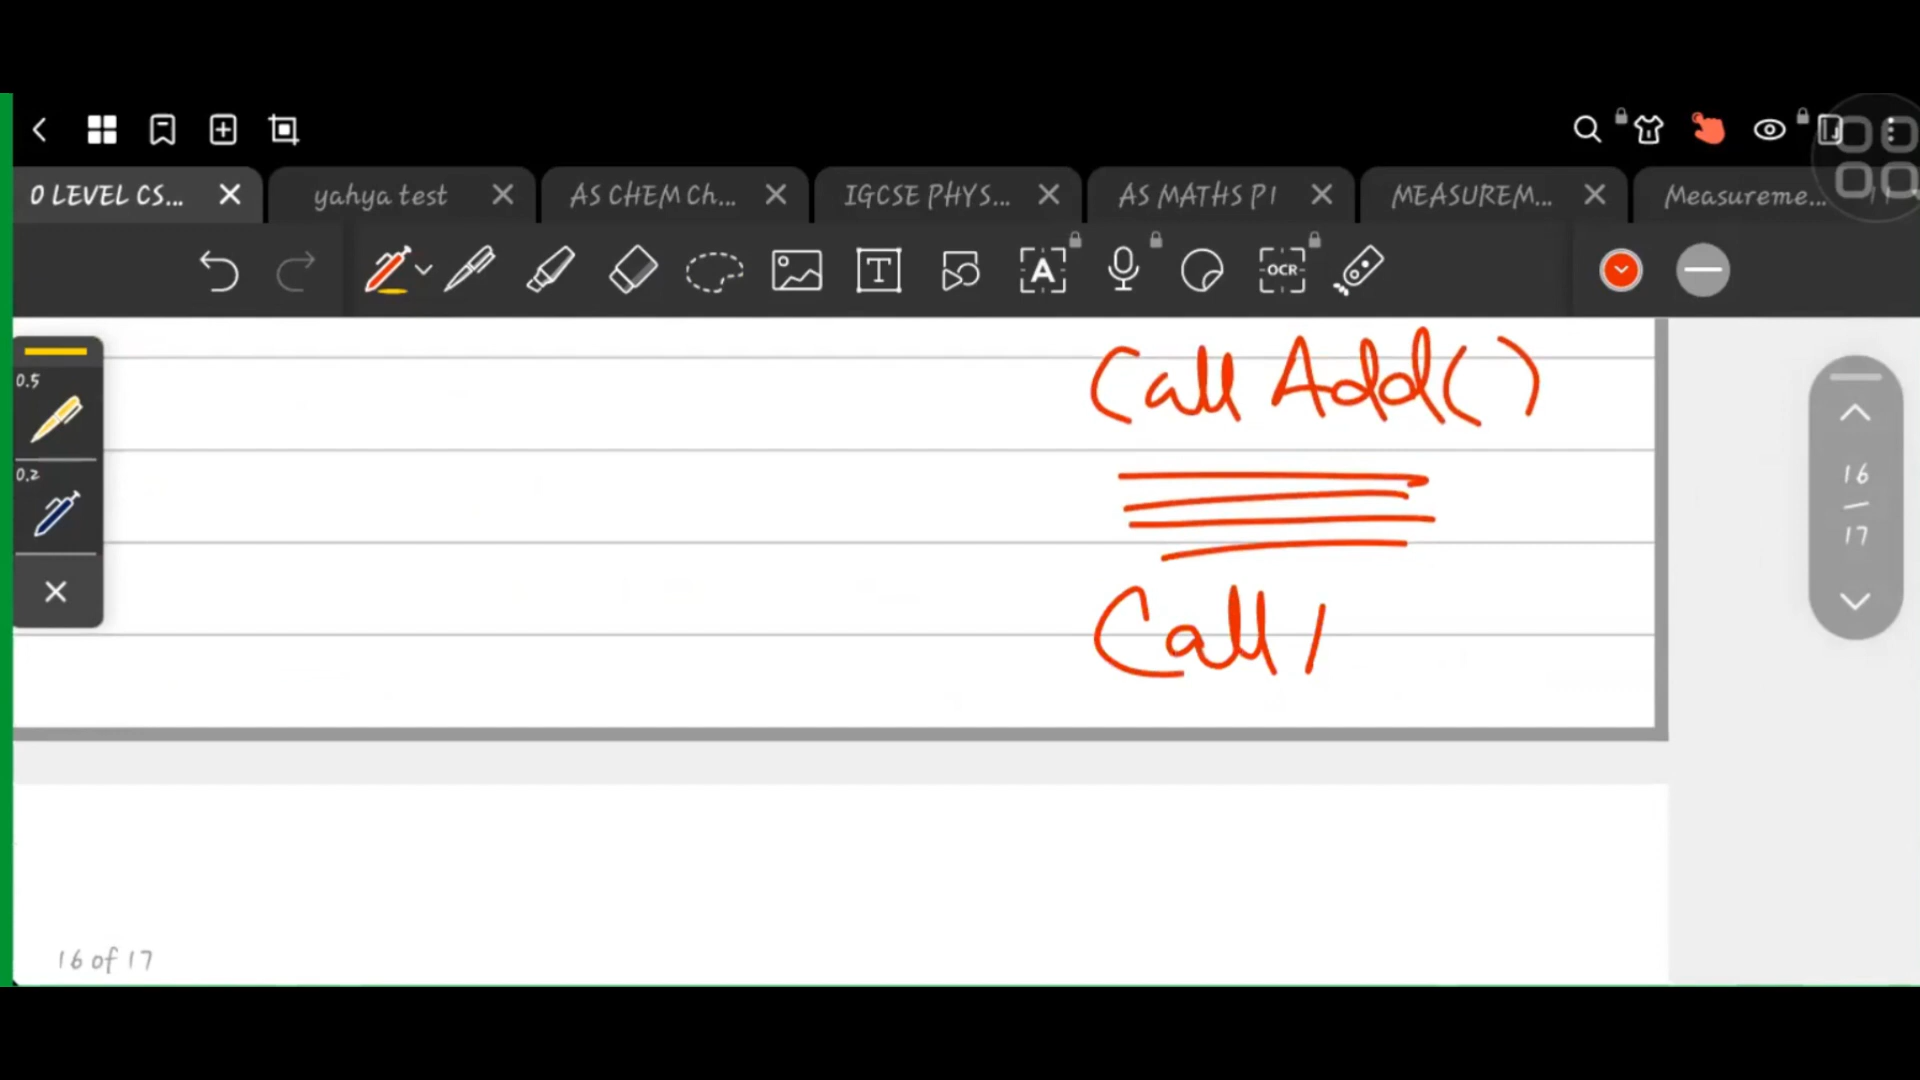 O LEVEL CS... yahya test AS CHEM Ch... IGCSE PHYS... AS MATHS P1 MEASUREM... Measureme...
T A OCR
Call Add()
0.5
0.2
16
17
Call
16 of 17